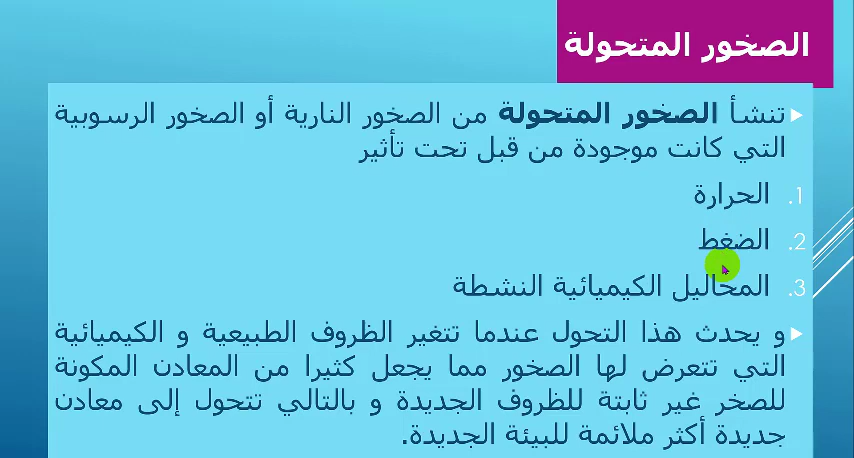 الصخور المتحولة
تنشأ الصخور المتحولة من الصخور النارية أو الصخور الرسوبية
التي كانت موجودة من قبل تحت تأثير
1. الحرارة
2. الضغط
3. المحاليل الكيميائية النشطة
و يحدث هذا التحول عندما تتغير الظروف الطبيعية و الكيميائية
التي تتعرض لها الصخور مما يجعل كثيرا من المعادن المكونة
للصخر غير ثابتة للظروف الجديدة و بالتالي تتحول إلى معادن
جديدة أكثر ملائمة للبيئة الجديدة.